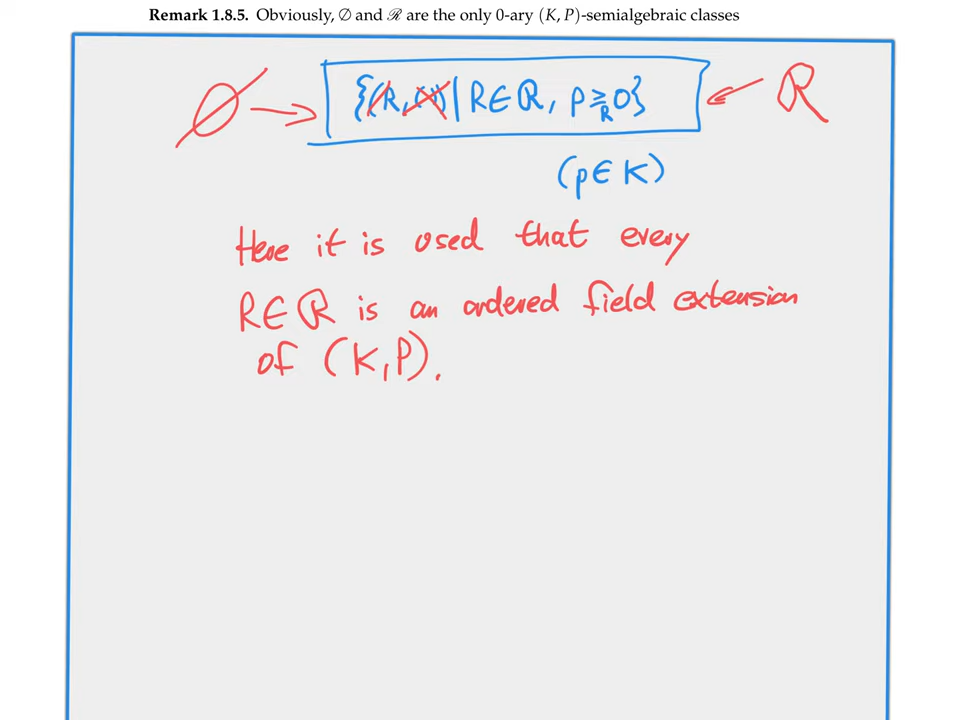 Remark 1.8.5. Obviously, ∅ and ℛ are the only 0-ary (K, P)-semialgebraic classes
∅ → {(R, ()) | R ∈ ℛ, p ≥_R 0} ← ℛ
(p ∈ K)
Here it is used that every
R ∈ ℛ is an ordered field extension
of (K, P).